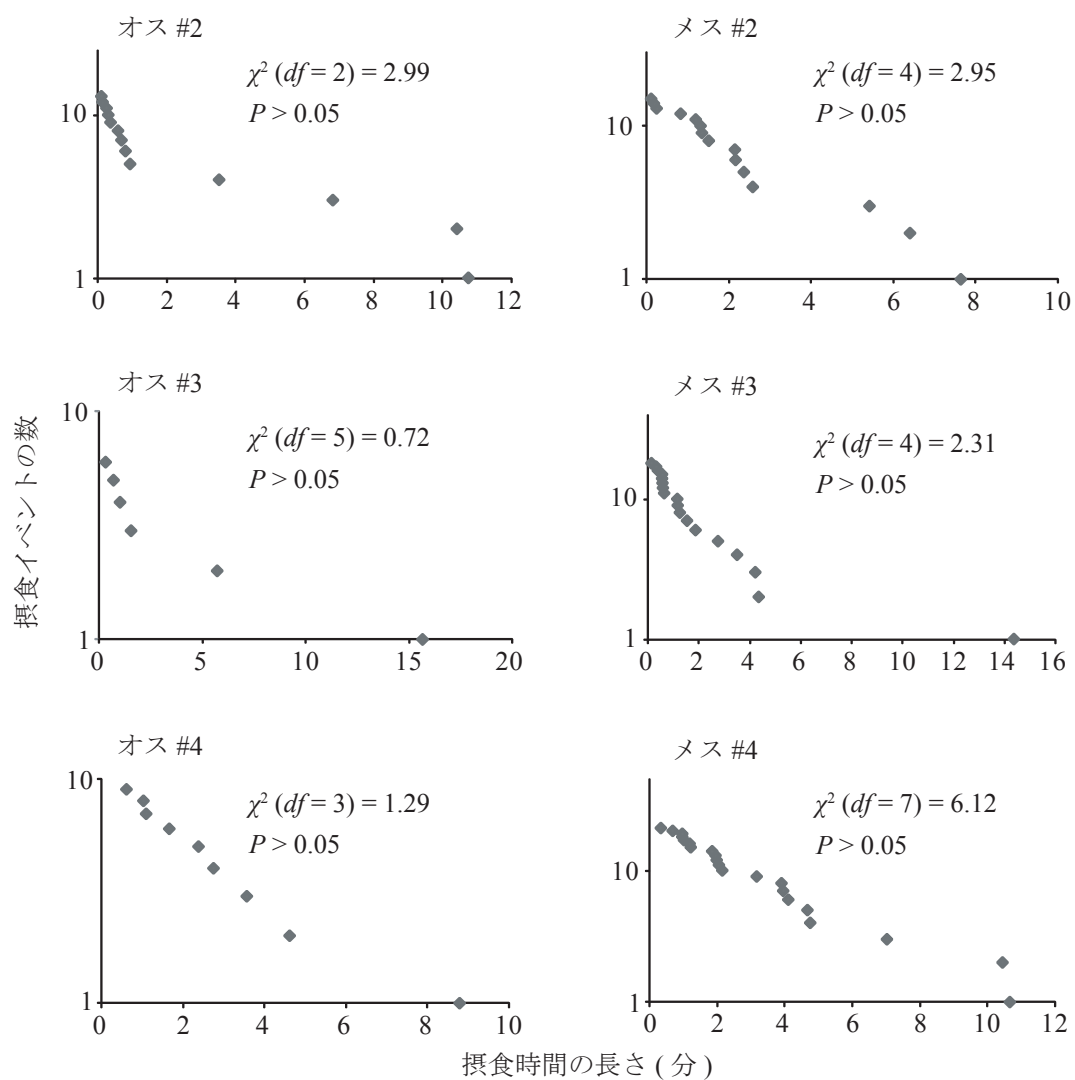 オス #2
χ² (df = 2) = 2.99
P > 0.05
10
1
0 2 4 6 8 10 12
メス #2
χ² (df = 4) = 2.95
P > 0.05
10
1
0 2 4 6 8 10
オス #3
χ² (df = 5) = 0.72
P > 0.05
10
1
0 5 10 15 20
メス #3
χ² (df = 4) = 2.31
P > 0.05
10
1
0 2 4 6 8 10 12 14 16
オス #4
χ² (df = 3) = 1.29
P > 0.05
10
1
0 2 4 6 8 10
メス #4
χ² (df = 7) = 6.12
P > 0.05
10
1
0 2 4 6 8 10 12
摂食イベントの数
摂食時間の長さ ( 分 )